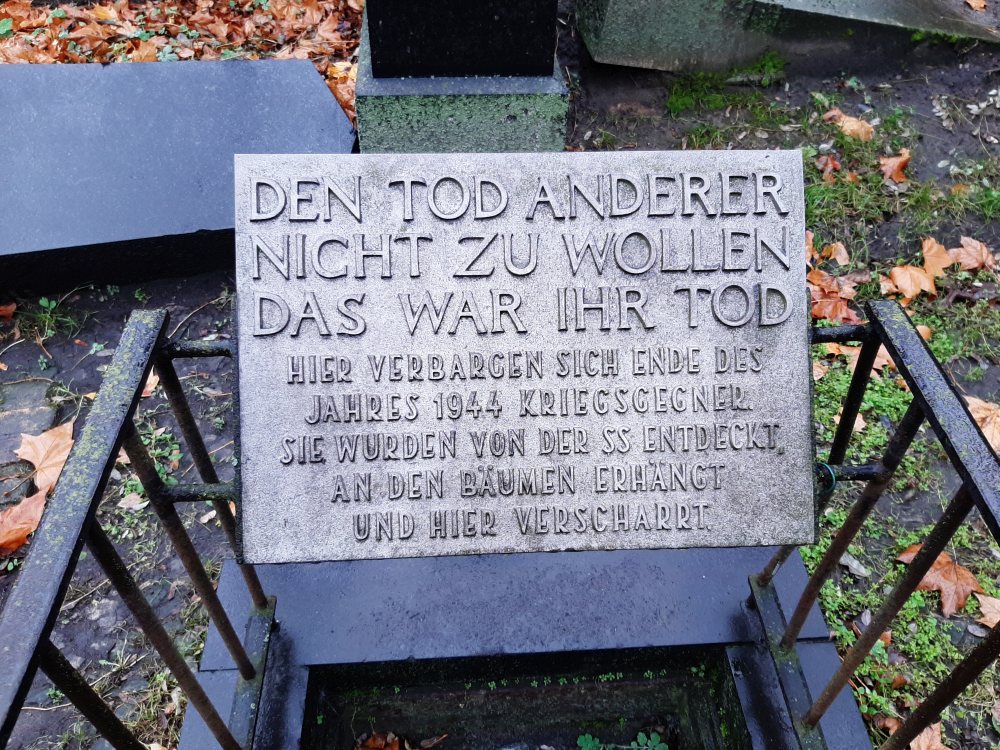 DEN TOD ANDERER
NICHT ZU WOLLEN
DAS WAR IHR TOD
HIER VERBARGEN SICH ENDE DES
JAHRES 1944 KRIEGSGEGNER.
SIE WURDEN VON DER SS ENTDECKT,
AN DEN BÄUMEN ERHÄNGT
UND HIER VERSCHARRT.